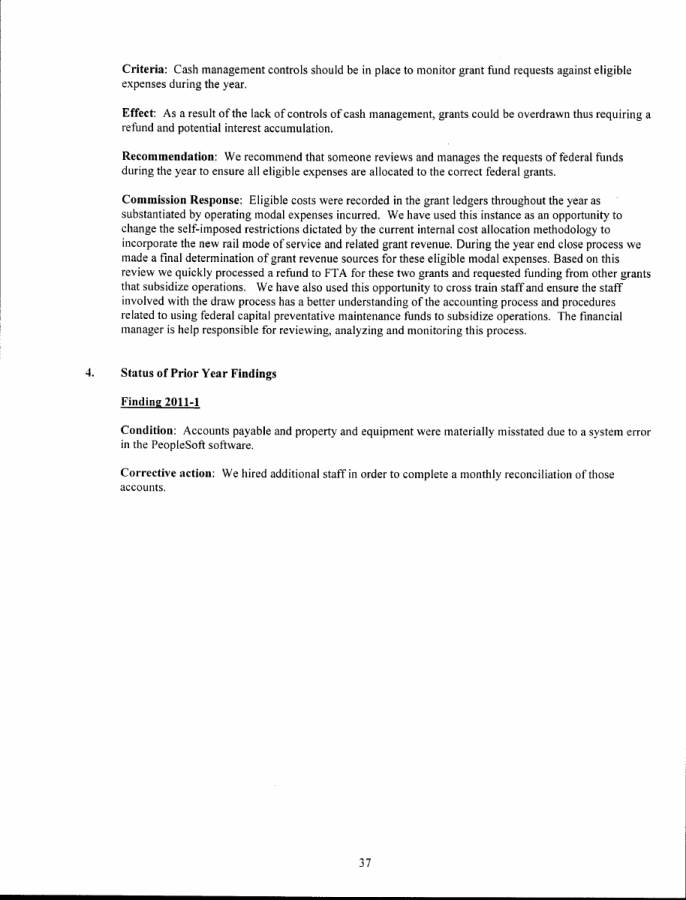 Criteria: Cash management controls should be in place to monitor grant fund requests against eligible
expenses during the year.
Effect: As a result of the lack of controls of cash management, grants could be overdrawn thus requiring a
refund and potential interest accumulation.
Recommendation: We recommend that someone reviews and manages the requests of federal funds
during the year to ensure all eligible expenses are allocated to the correct federal grants.
Commission Response: Eligible costs were recorded in the grant ledgers throughout the year as
substantiated by operating modal expenses incurred. We have used this instance as an opportunity to
change the self-imposed restrictions dictated by the current internal cost allocation methodology to
incorporate the new rail mode of service and related grant revenue. During the year end close process we
made a final determination of grant revenue sources for these eligible modal expenses. Based on this
review we quickly processed a refund to FTA for these two grants and requested funding from other grants
that subsidize operations. We have also used this opportunity to cross train staff and ensure the staff
involved with the draw process has a better understanding of the accounting process and procedures
related to using federal capital preventative maintenance funds to subsidize operations. The financial
manager is help responsible for reviewing, analyzing and monitoring this process.
4. Status of Prior Year Findings
Finding 2011-1
Condition: Accounts payable and property and equipment were materially misstated due to a system error
in the PeopleSoft software.
Corrective action: We hired additional staff in order to complete a monthly reconciliation of those
accounts.
37